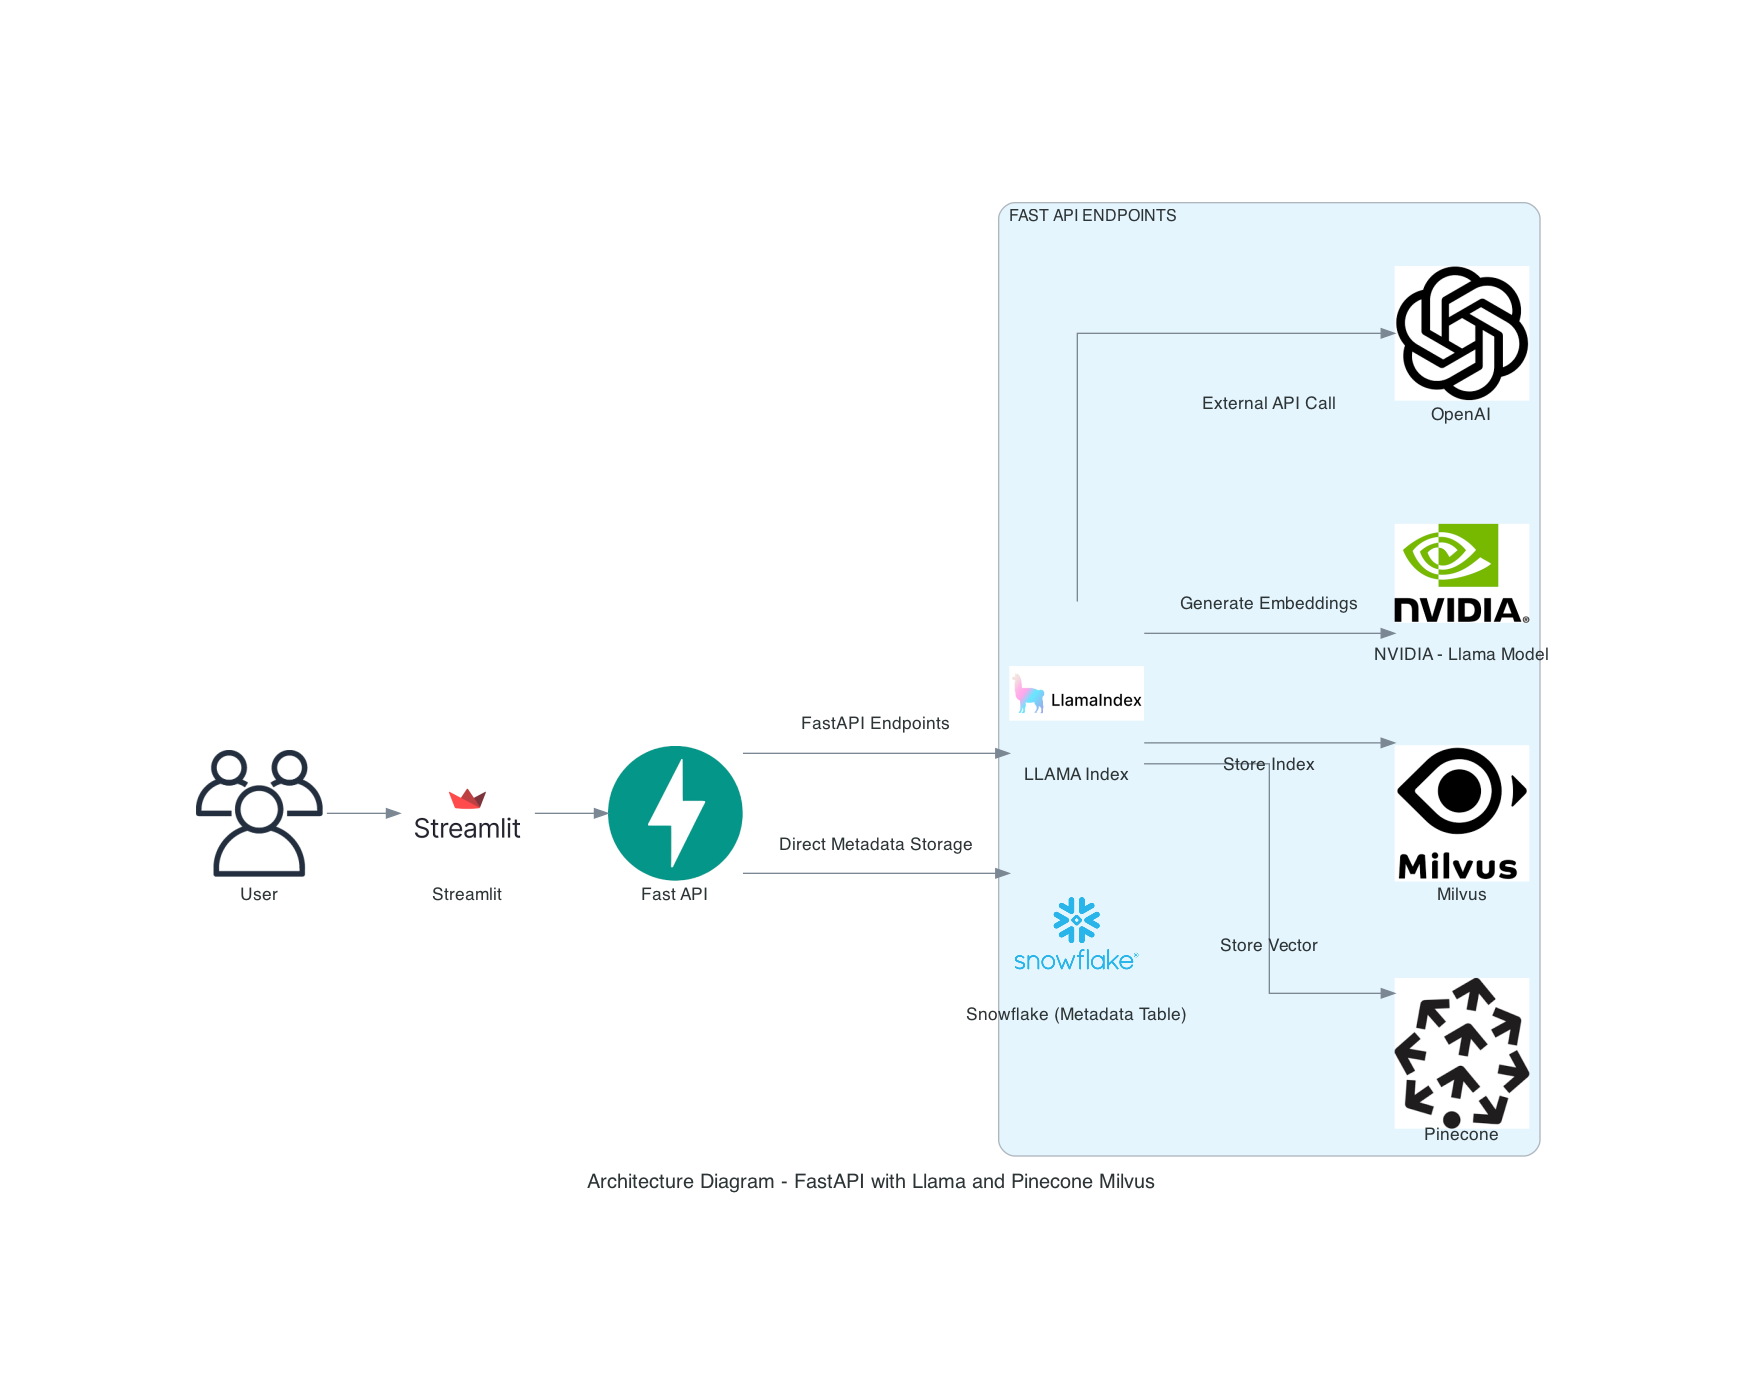 FAST API ENDPOINTS
External API Call
OpenAI
Generate Embeddings
NVIDIA®
NVIDIA - Llama Model
LlamaIndex
FastAPI Endpoints
LLAMA Index
Store Index
Streamlit
Direct Metadata Storage
Milvus
User
Streamlit
Fast API
Milvus
Store Vector
snowflake®
Snowflake (Metadata Table)
Pinecone
Architecture Diagram - FastAPI with Llama and Pinecone Milvus